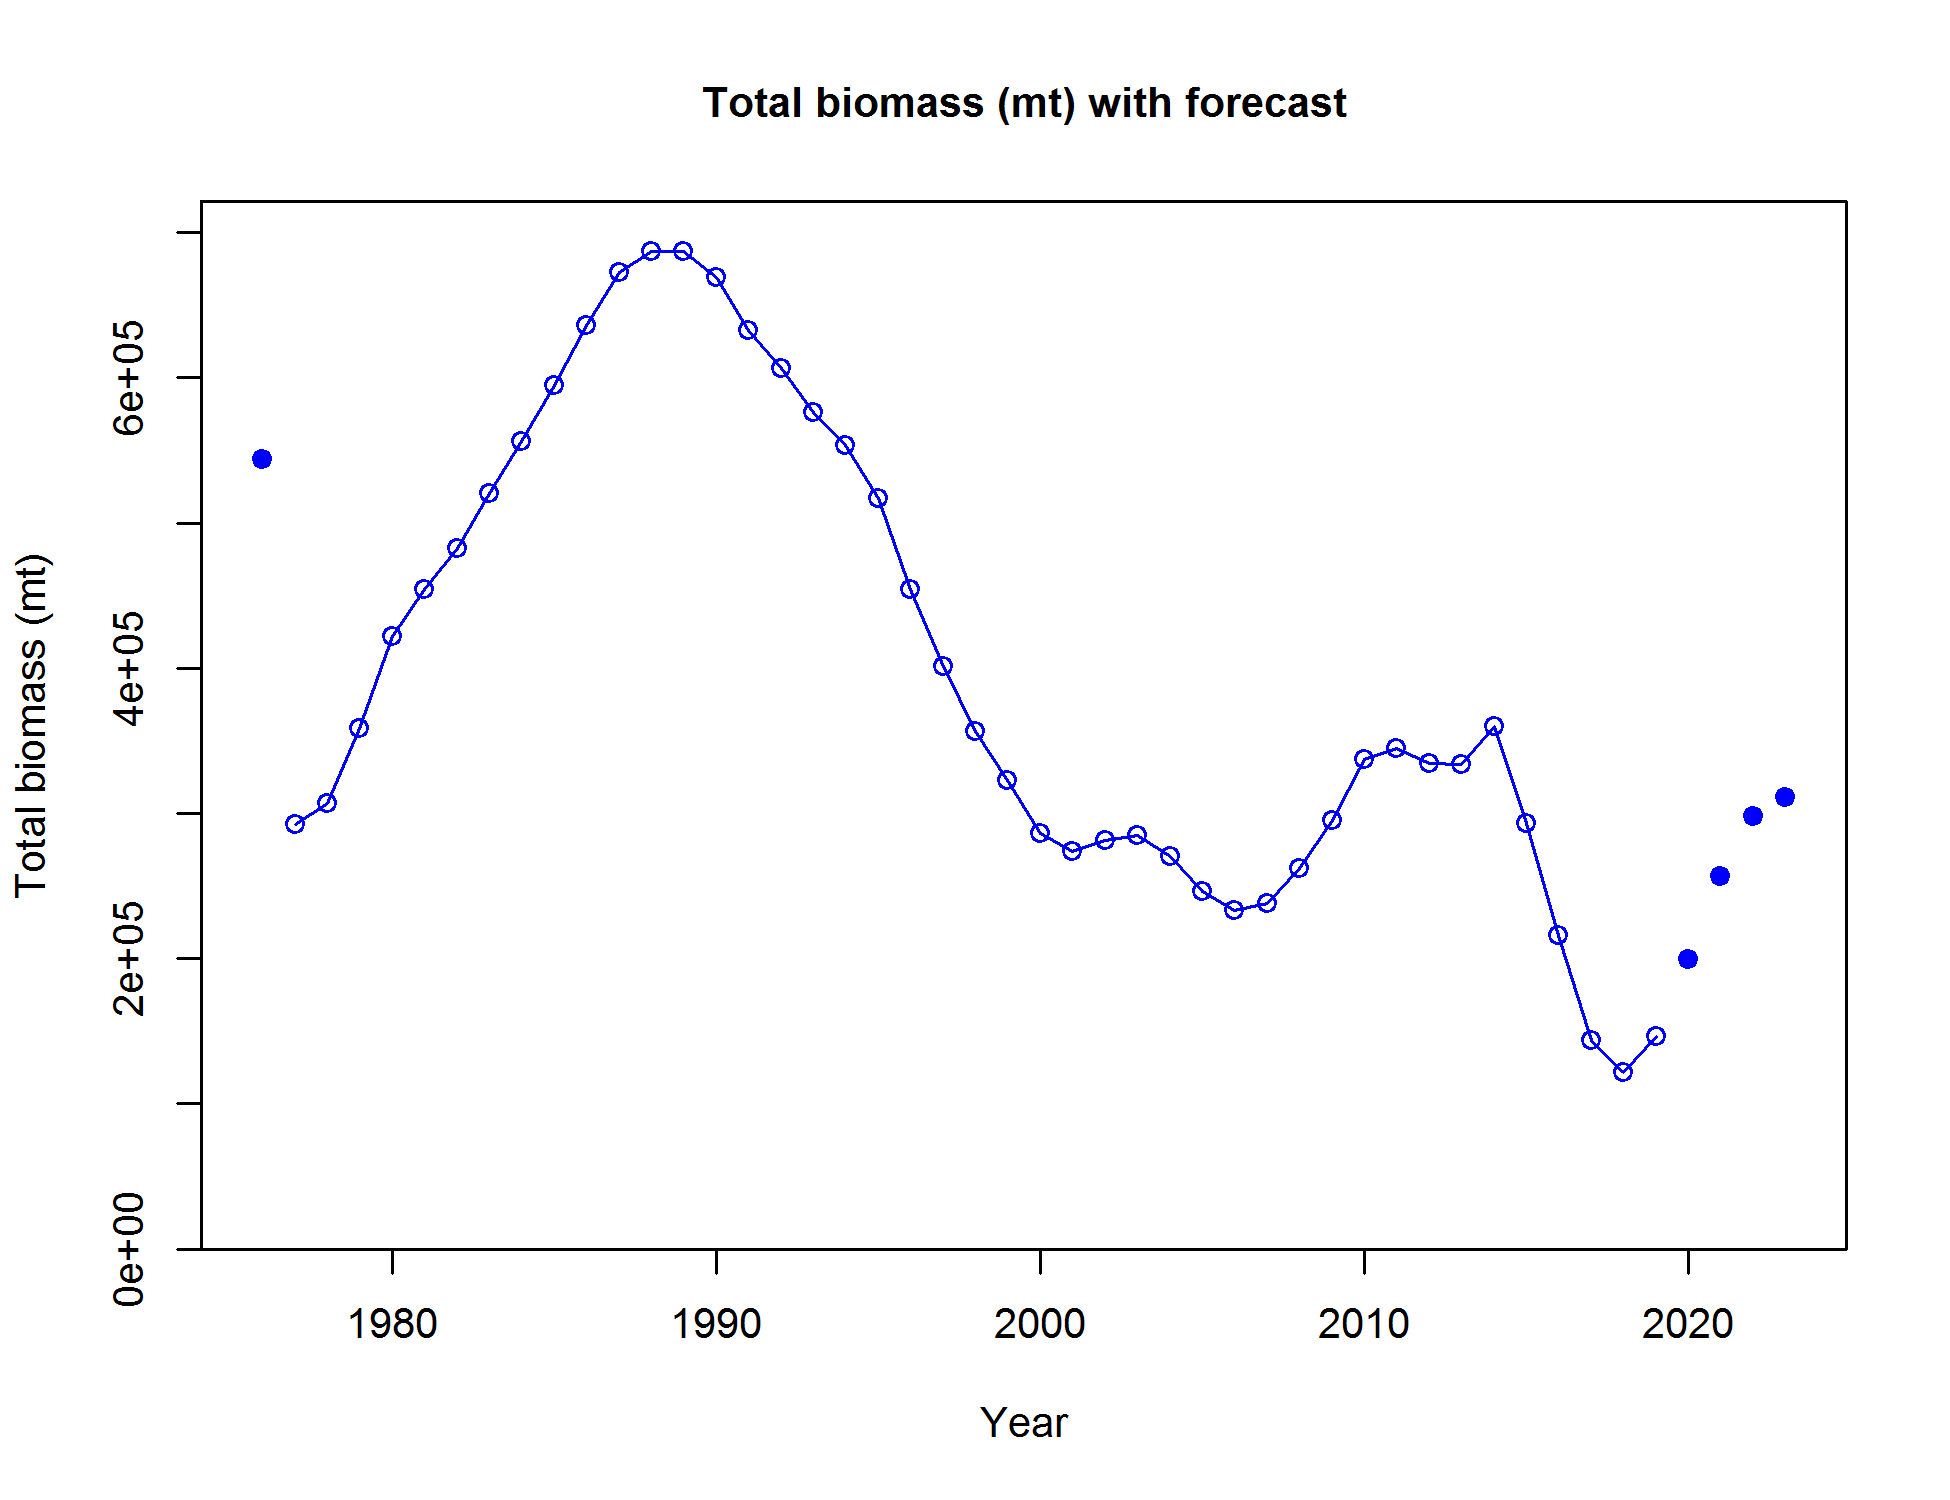 Total biomass (mt) with forecast
Total biomass (mt)
6e+05
4e+05
2e+05
0e+00
1980 1990 2000 2010 2020
Year